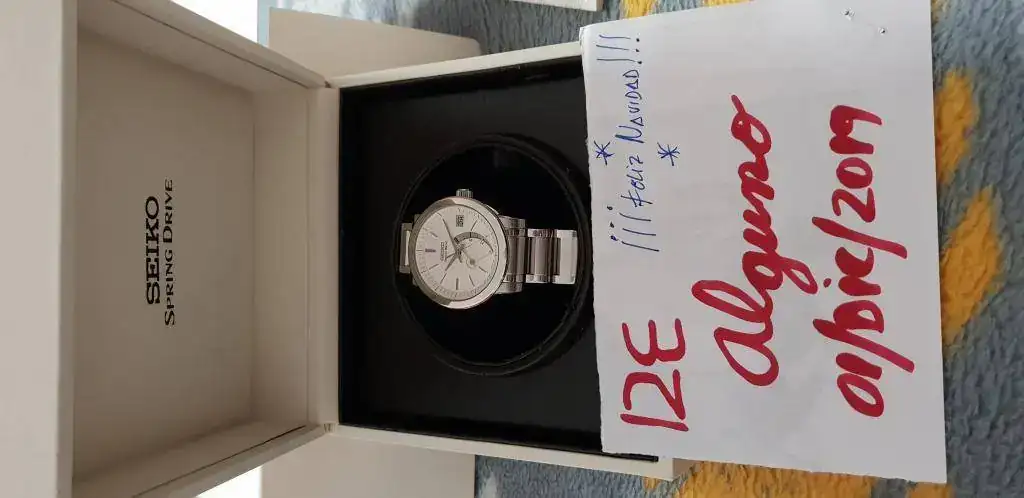 SEIKO
SPRING DRIVE
¡¡¡Feliz NAVIDAD!!!
12E
alguno
01/Dic/2019